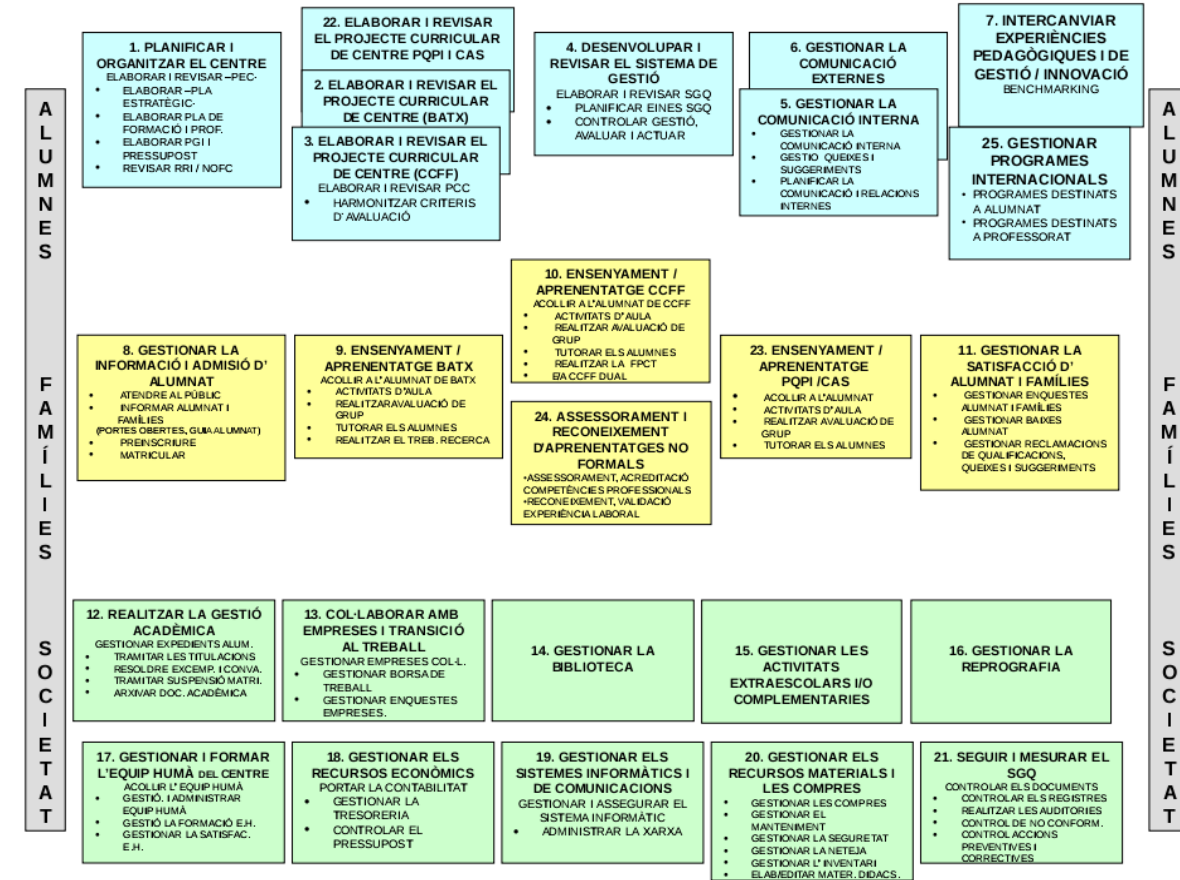 ALUMNES
FAMÍLIES
SOCIETAT
1. PLANIFICAR I
ORGANITZAR EL CENTRE
ELABORAR I REVISAR –PEC·
• ELABORAR –PLA
ESTRATÈGIC·
• ELABORAR PLA DE
FORMACIÓ I PROF.
• ELABORAR PGI I
PRESSUPOST
• REVISAR RRI / NOFC
22. ELABORAR I REVISAR
EL PROJECTE CURRICULAR
DE CENTRE PQPI I CAS
2. ELABORAR I REVISAR EL
PROJECTE CURRICULAR
DE CENTRE (BATX)
3. ELABORAR I REVISAR EL
PROJECTE CURRICULAR
DE CENTRE (CCFF)
ELABORAR I REVISAR PCC
• HARMONITZAR CRITERIS
D' AVALUACIÓ
4. DESENVOLUPAR I
REVISAR EL SISTEMA DE
GESTIÓ
ELABORAR I REVISAR SGQ
• PLANIFICAR EINES SGQ
• CONTROLAR GESTIÓ,
AVALUAR I ACTUAR
6. GESTIONAR LA
COMUNICACIÓ
EXTERNES
5. GESTIONAR LA
COMUNICACIÓ INTERNA
• GESTIONAR LA
COMUNICACIÓ INTERNA
• GESTIO QUEIXES I
SUGGERIMENTS
• PLANIFICAR LA
COMUNICACIÓ I RELACIONS
INTERNES
7. INTERCANVIAR
EXPERIÈNCIES
PEDAGÒGIQUES I DE
GESTIÓ / INNOVACIÓ
BENCHMARKING
25. GESTIONAR
PROGRAMES
INTERNACIONALS
• PROGRAMES DESTINATS
A ALUMNAT
• PROGRAMES DESTINATS
A PROFESSORAT
8. GESTIONAR LA
INFORMACIÓ I ADMISIÓ D'
ALUMNAT
• ATENDRE AL PÚBLIC
• INFORMAR ALUMNAT I
FAMÍLIES
(PORTES OBERTES, GUIA ALUMNAT)
• PREINSCRIURE
• MATRICULAR
9. ENSENYAMENT /
APRENENTATGE BATX
ACOLLIR A L'ALUMNAT DE BATX
• ACTIVITATS D'AULA
• REALITZAR AVALUACIÓ DE
GRUP
• TUTORAR ELS ALUMNES
• REALITZAR EL TREB. RECERCA
10. ENSENYAMENT /
APRENENTATGE CCFF
ACOLLIR A L'ALUMNAT DE CCFF
• ACTIVITATS D'AULA
• REALITZAR AVALUACIÓ DE
GRUP
• TUTORAR ELS ALUMNES
• REALITZAR LA FPCT
• E/A CCFF DUAL
24. ASSESSORAMENT I
RECONEIXEMENT
D'APRENENTATGES NO
FORMALS
•ASSESSORAMENT, ACREDITACIÓ
COMPETÈNCIES PROFESSIONALS
•RECONEIXEMENT, VALIDACIÓ
EXPERIÈNCIA LABORAL
23. ENSENYAMENT /
APRENENTATGE
PQPI /CAS
• ACOLLIR A L'ALUMNAT
• ACTIVITATS D'AULA
• REALITZAR AVALUACIÓ DE
GRUP
• TUTORAR ELS ALUMNES
11. GESTIONAR LA
SATISFACCIÓ D'
ALUMNAT I FAMÍLIES
• GESTIONAR ENQUESTES
ALUMNAT I FAMÍLIES
• GESTIONAR BAIXES
ALUMNAT
• GESTIONAR RECLAMACIONS
DE QUALIFICACIONS,
QUEIXES I SUGGERIMENTS
12. REALITZAR LA GESTIÓ
ACADÈMICA
GESTIONAR EXPEDIENTS ALUM.
• TRAMITAR LES TITULACIONS
• RESOLDRE EXCEMP. I CONVA.
• TRAMITAR SUSPENSIÓ MATRI.
• ARXIVAR DOC. ACADÈMICA
13. COL·LABORAR AMB
EMPRESES I TRANSICIÓ
AL TREBALL
GESTIONAR EMPRESES COL·L.
• GESTIONAR BORSA DE
TREBALL
• GESTIONAR ENQUESTES
EMPRESES.
14. GESTIONAR LA
BIBLIOTECA
15. GESTIONAR LES
ACTIVITATS
EXTRAESCOLARS I/O
COMPLEMENTARIES
16. GESTIONAR LA
REPROGRAFIA
17. GESTIONAR I FORMAR
L'EQUIP HUMÀ DEL CENTRE
ACOLLIR L' EQUIP HUMÀ
• GESTIÓ. I ADMINISTRAR
EQUIP HUMÀ
• GESTIÓ LA FORMACIÓ E.H.
• GESTIONAR LA SATISFAC.
E.H.
18. GESTIONAR ELS
RECURSOS ECONÒMICS
PORTAR LA CONTABILITAT
• GESTIONAR LA
TRESORERIA
• CONTROLAR EL
PRESSUPOST
19. GESTIONAR ELS
SISTEMES INFORMÀTICS I
DE COMUNICACIONS
GESTIONAR I ASSEGURAR EL
SISTEMA INFORMÀTIC
• ADMINISTRAR LA XARXA
20. GESTIONAR ELS
RECURSOS MATERIALS I
LES COMPRES
• GESTIONAR LES COMPRES
• GESTIONAR EL
MANTENIMENT
• GESTIONAR LA SEGURETAT
• GESTIONAR LA NETEJA
• GESTIONAR L' INVENTARI
• ELAB/EDITAR MATER. DIDACS.
21. SEGUIR I MESURAR EL
SGQ
CONTROLAR ELS DOCUMENTS
• CONTROLAR ELS REGISTRES
• REALITZAR LES AUDITORIES
• CONTROL DE NO CONFORM.
• CONTROL ACCIONS
PREVENTIVES I
CORRECTIVES
ALUMNES
FAMÍLIES
SOCIETAT